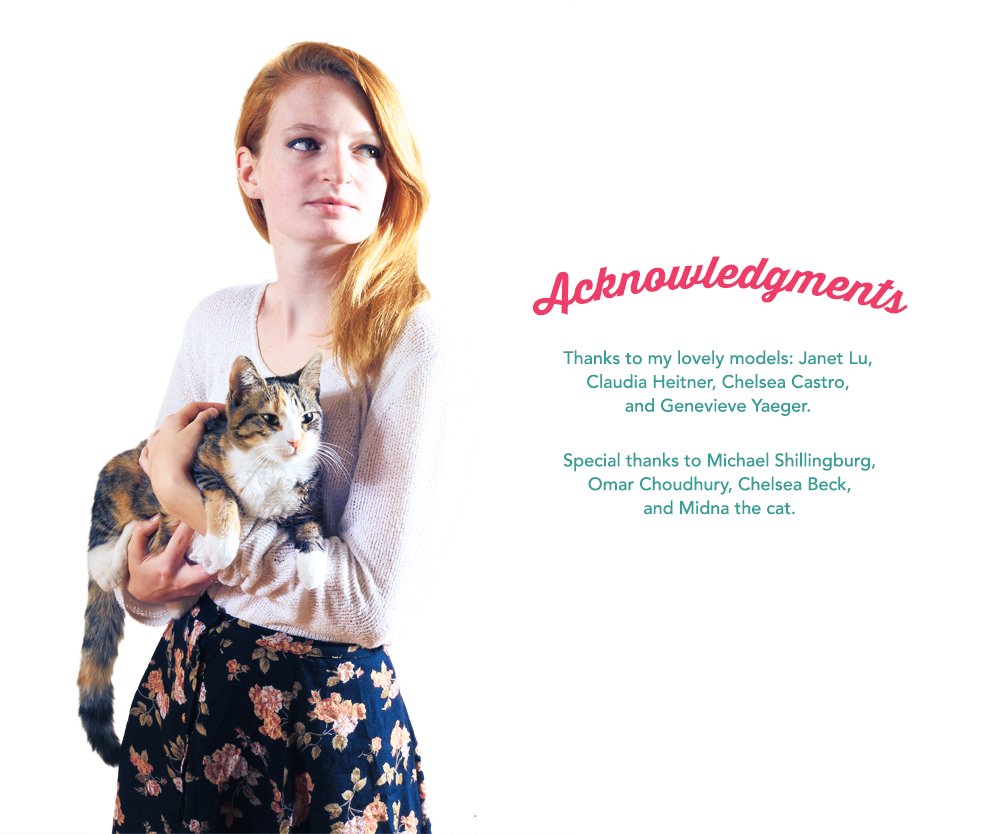 Acknowledgments
Thanks to my lovely models: Janet Lu,
Claudia Heitner, Chelsea Castro,
and Genevieve Yaeger.
Special thanks to Michael Shillingburg,
Omar Choudhury, Chelsea Beck,
and Midna the cat.